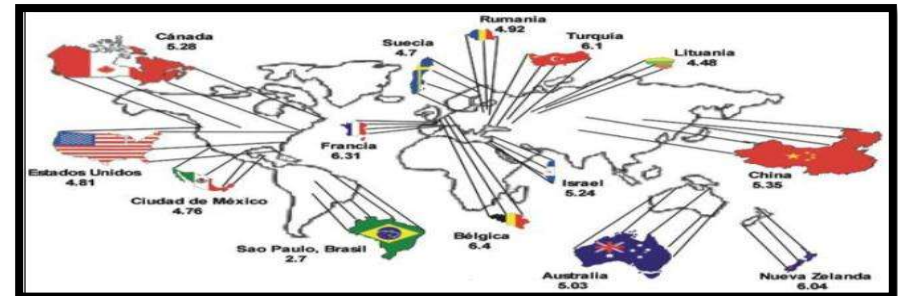 Rumania
4.92
Cánada
5.28
Suecia
4.7
Turquia
6.1
Lituania
4.48
Francia
6.31
Estados Unidos
4.81
Ciudad de México
4.76
Israel
5.24
China
5.35
Sao Paulo, Brasil
2.7
Bélgica
6.4
Australia
5.03
Nueva Zelanda
6.04